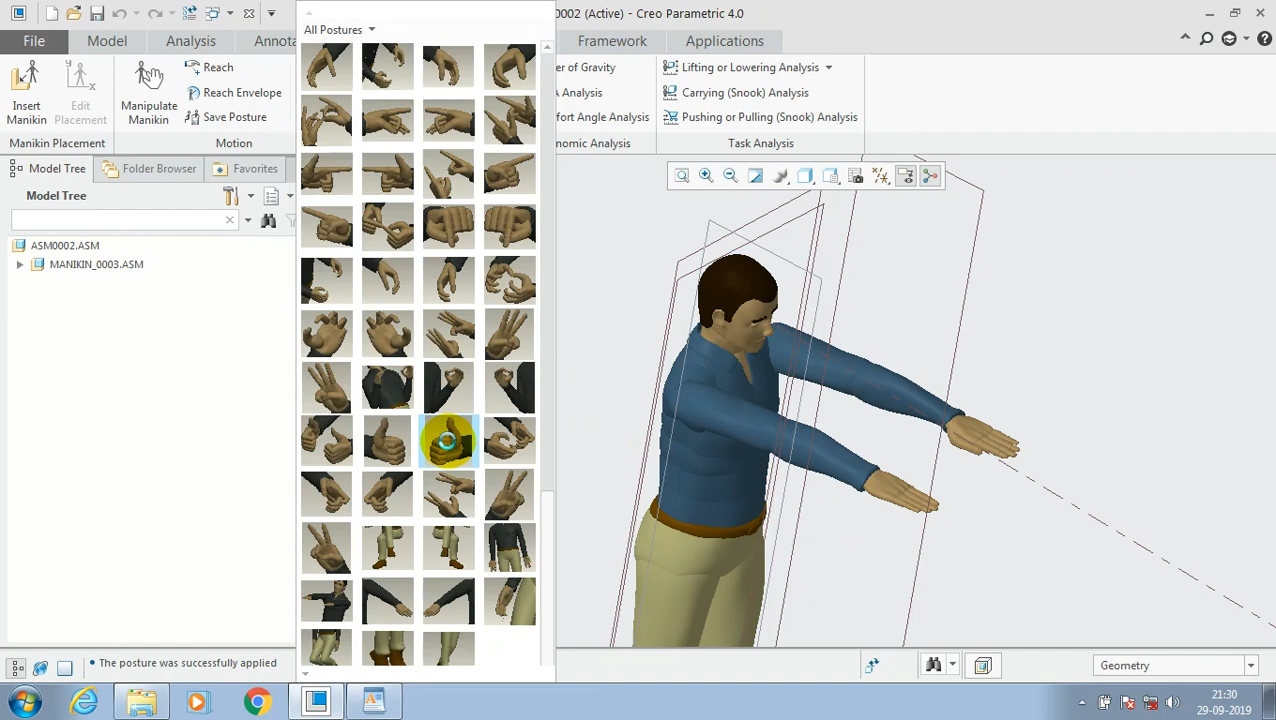 0002 (Active) - Creo Parametric 4.0
File
Model
Analysis
Annota
Framework
Applications
All Postures
Insert
Manikin
Edit
Placement
Manipulate
Manikin
Reach
Reach Envelope
Save Posture
er of Gravity
A Analysis
fort Angle Analysis
Lifting or Lowering Analysis
Carrying (Snook) Analysis
Pushing or Pulling (Snook) Analysis
Manikin Placement
Motion
nomic Analysis
Task Analysis
Model Tree
Folder Browser
Favorites
Model Tree
ASM0002.ASM
MANIKIN_0003.ASM
• The posture was successfully applied
Geometry
21:30
29-09-2019